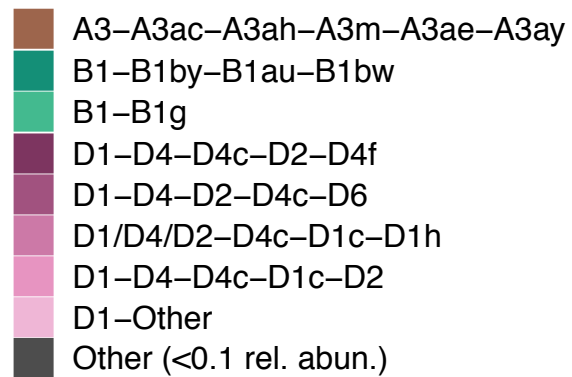 A3–A3ac–A3ah–A3m–A3ae–A3ay
B1–B1by–B1au–B1bw
B1–B1g
D1–D4–D4c–D2–D4f
D1–D4–D2–D4c–D6
D1/D4/D2–D4c–D1c–D1h
D1–D4–D4c–D1c–D2
D1–Other
Other (<0.1 rel. abun.)